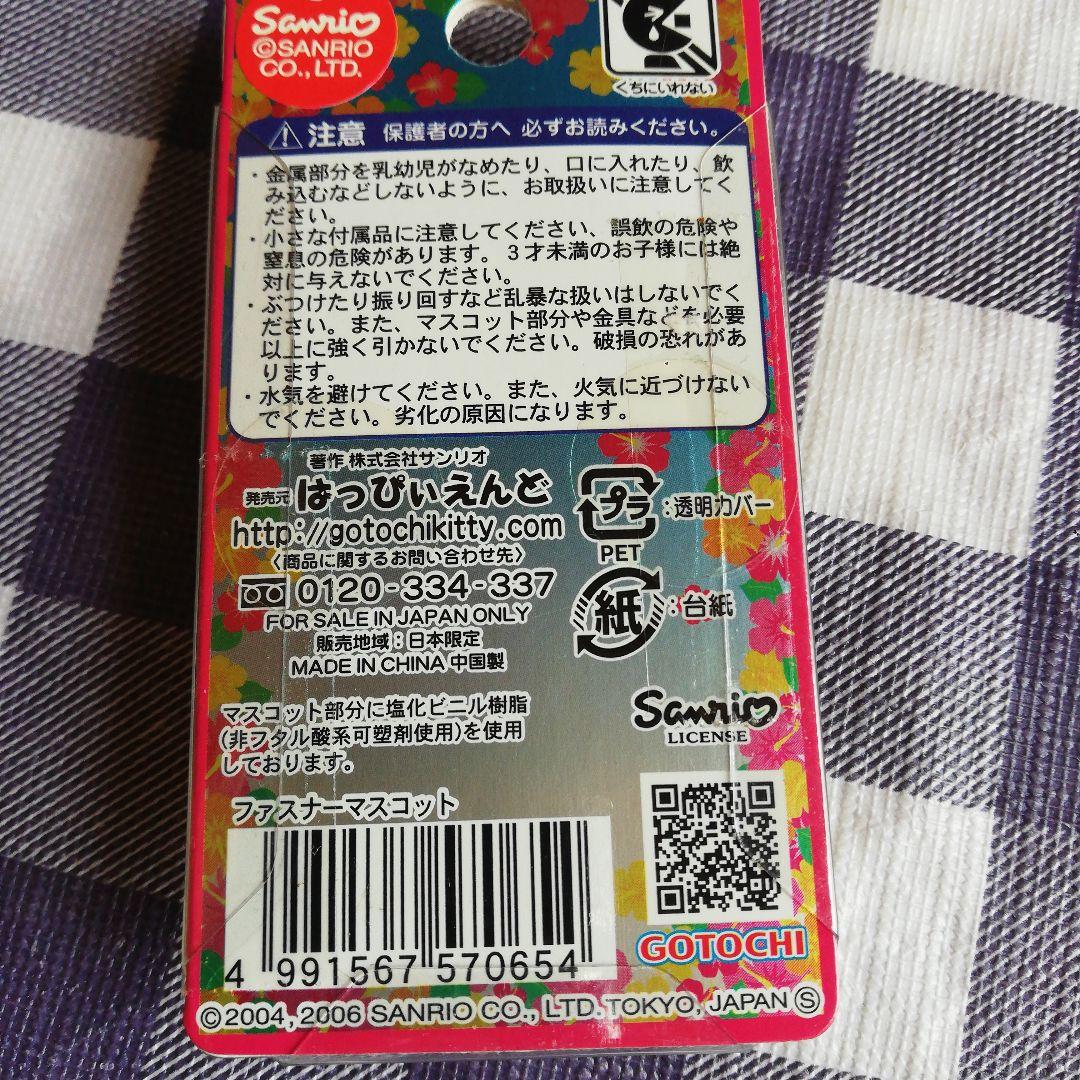 Sanrio
©SANRIO
CO., LTD.
くちにいれない
注意 保護者の方へ 必ずお読みください。
・金属部分を乳幼児がなめたり、口に入れたり、飲
み込むなどしないように、お取扱いに注意してく
ださい。
・小さな付属品に注意してください、誤飲の危険や
窒息の危険があります。3才未満のお子様には絶
対に与えないでください。
・ぶつけたり振り回すなど乱暴な扱いはしないでく
ださい。また、マスコット部分や金具などを必要
以上に強く引かないでください。破損の恐れがあ
ります。
・水気を避けてください。また、火気に近づけない
でください。劣化の原因になります。
著作 株式会社サンリオ
発売元 はっぴぃえんど
http://gotochikitty.com
〈商品に関するお問い合わせ先〉
0120-334-337
FOR SALE IN JAPAN ONLY
販売地域:日本限定
MADE IN CHINA 中国製
プラ:透明カバー
PET
紙:台紙
マスコット部分に塩化ビニル樹脂
(非フタル酸系可塑剤使用)を使用
しております。
Sanrio
LICENSE
ファスナーマスコット
4 991567 570654
GOTOCHI
©2004, 2006 SANRIO CO., LTD. TOKYO, JAPAN Ⓢ